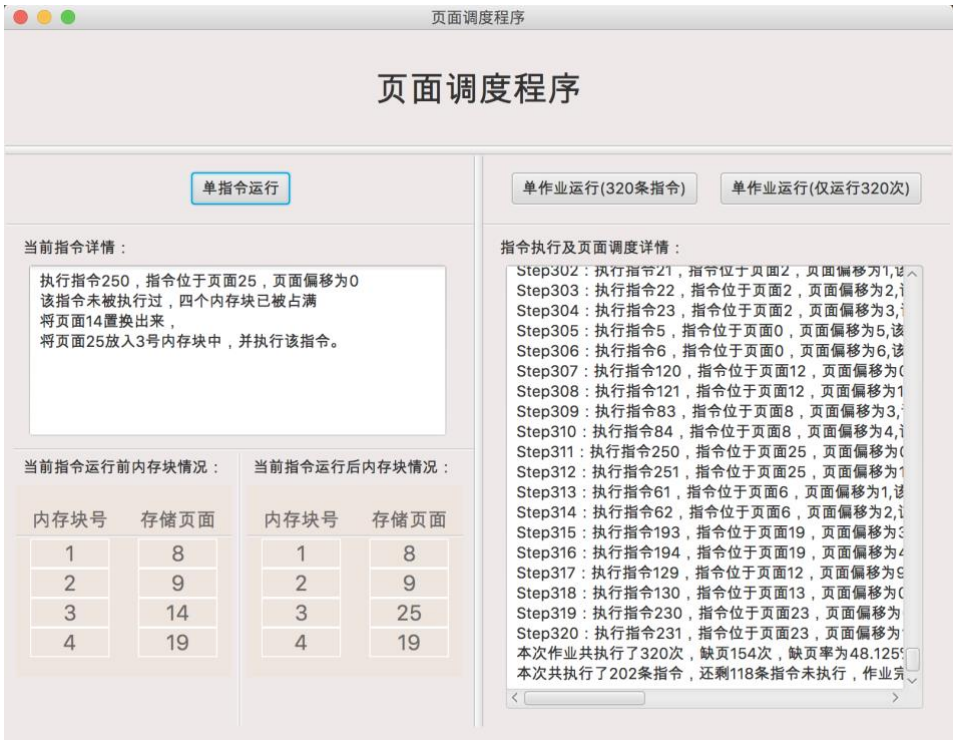 页面调度程序
页面调度程序
单指令运行
单作业运行(320条指令)
单作业运行(仅运行320次)
当前指令详情：
执行指令250，指令位于页面25，页面偏移为0
该指令未被执行过，四个内存块已被占满
将页面14置换出来，
将页面25放入3号内存块中，并执行该指令。
当前指令运行前内存块情况：
内存块号 存储页面
1 8
2 9
3 14
4 19
当前指令运行后内存块情况：
内存块号 存储页面
1 8
2 9
3 25
4 19
指令执行及页面调度详情：
Step302：执行指令21，指令位于页面2，页面偏移为1,该
Step303：执行指令22，指令位于页面2，页面偏移为2,
Step304：执行指令23，指令位于页面2，页面偏移为3,
Step305：执行指令5，指令位于页面0，页面偏移为5,该
Step306：执行指令6，指令位于页面0，页面偏移为6,该
Step307：执行指令120，指令位于页面12，页面偏移为0
Step308：执行指令121，指令位于页面12，页面偏移为1
Step309：执行指令83，指令位于页面8，页面偏移为3,
Step310：执行指令84，指令位于页面8，页面偏移为4,
Step311：执行指令250，指令位于页面25，页面偏移为0
Step312：执行指令251，指令位于页面25，页面偏移为1
Step313：执行指令61，指令位于页面6，页面偏移为1,该
Step314：执行指令62，指令位于页面6，页面偏移为2,
Step315：执行指令193，指令位于页面19，页面偏移为3
Step316：执行指令194，指令位于页面19，页面偏移为4
Step317：执行指令129，指令位于页面12，页面偏移为9
Step318：执行指令130，指令位于页面13，页面偏移为0
Step319：执行指令230，指令位于页面23，页面偏移为
Step320：执行指令231，指令位于页面23，页面偏移为
本次作业共执行了320次，缺页154次，缺页率为48.125%
本次共执行了202条指令，还剩118条指令未执行，作业完